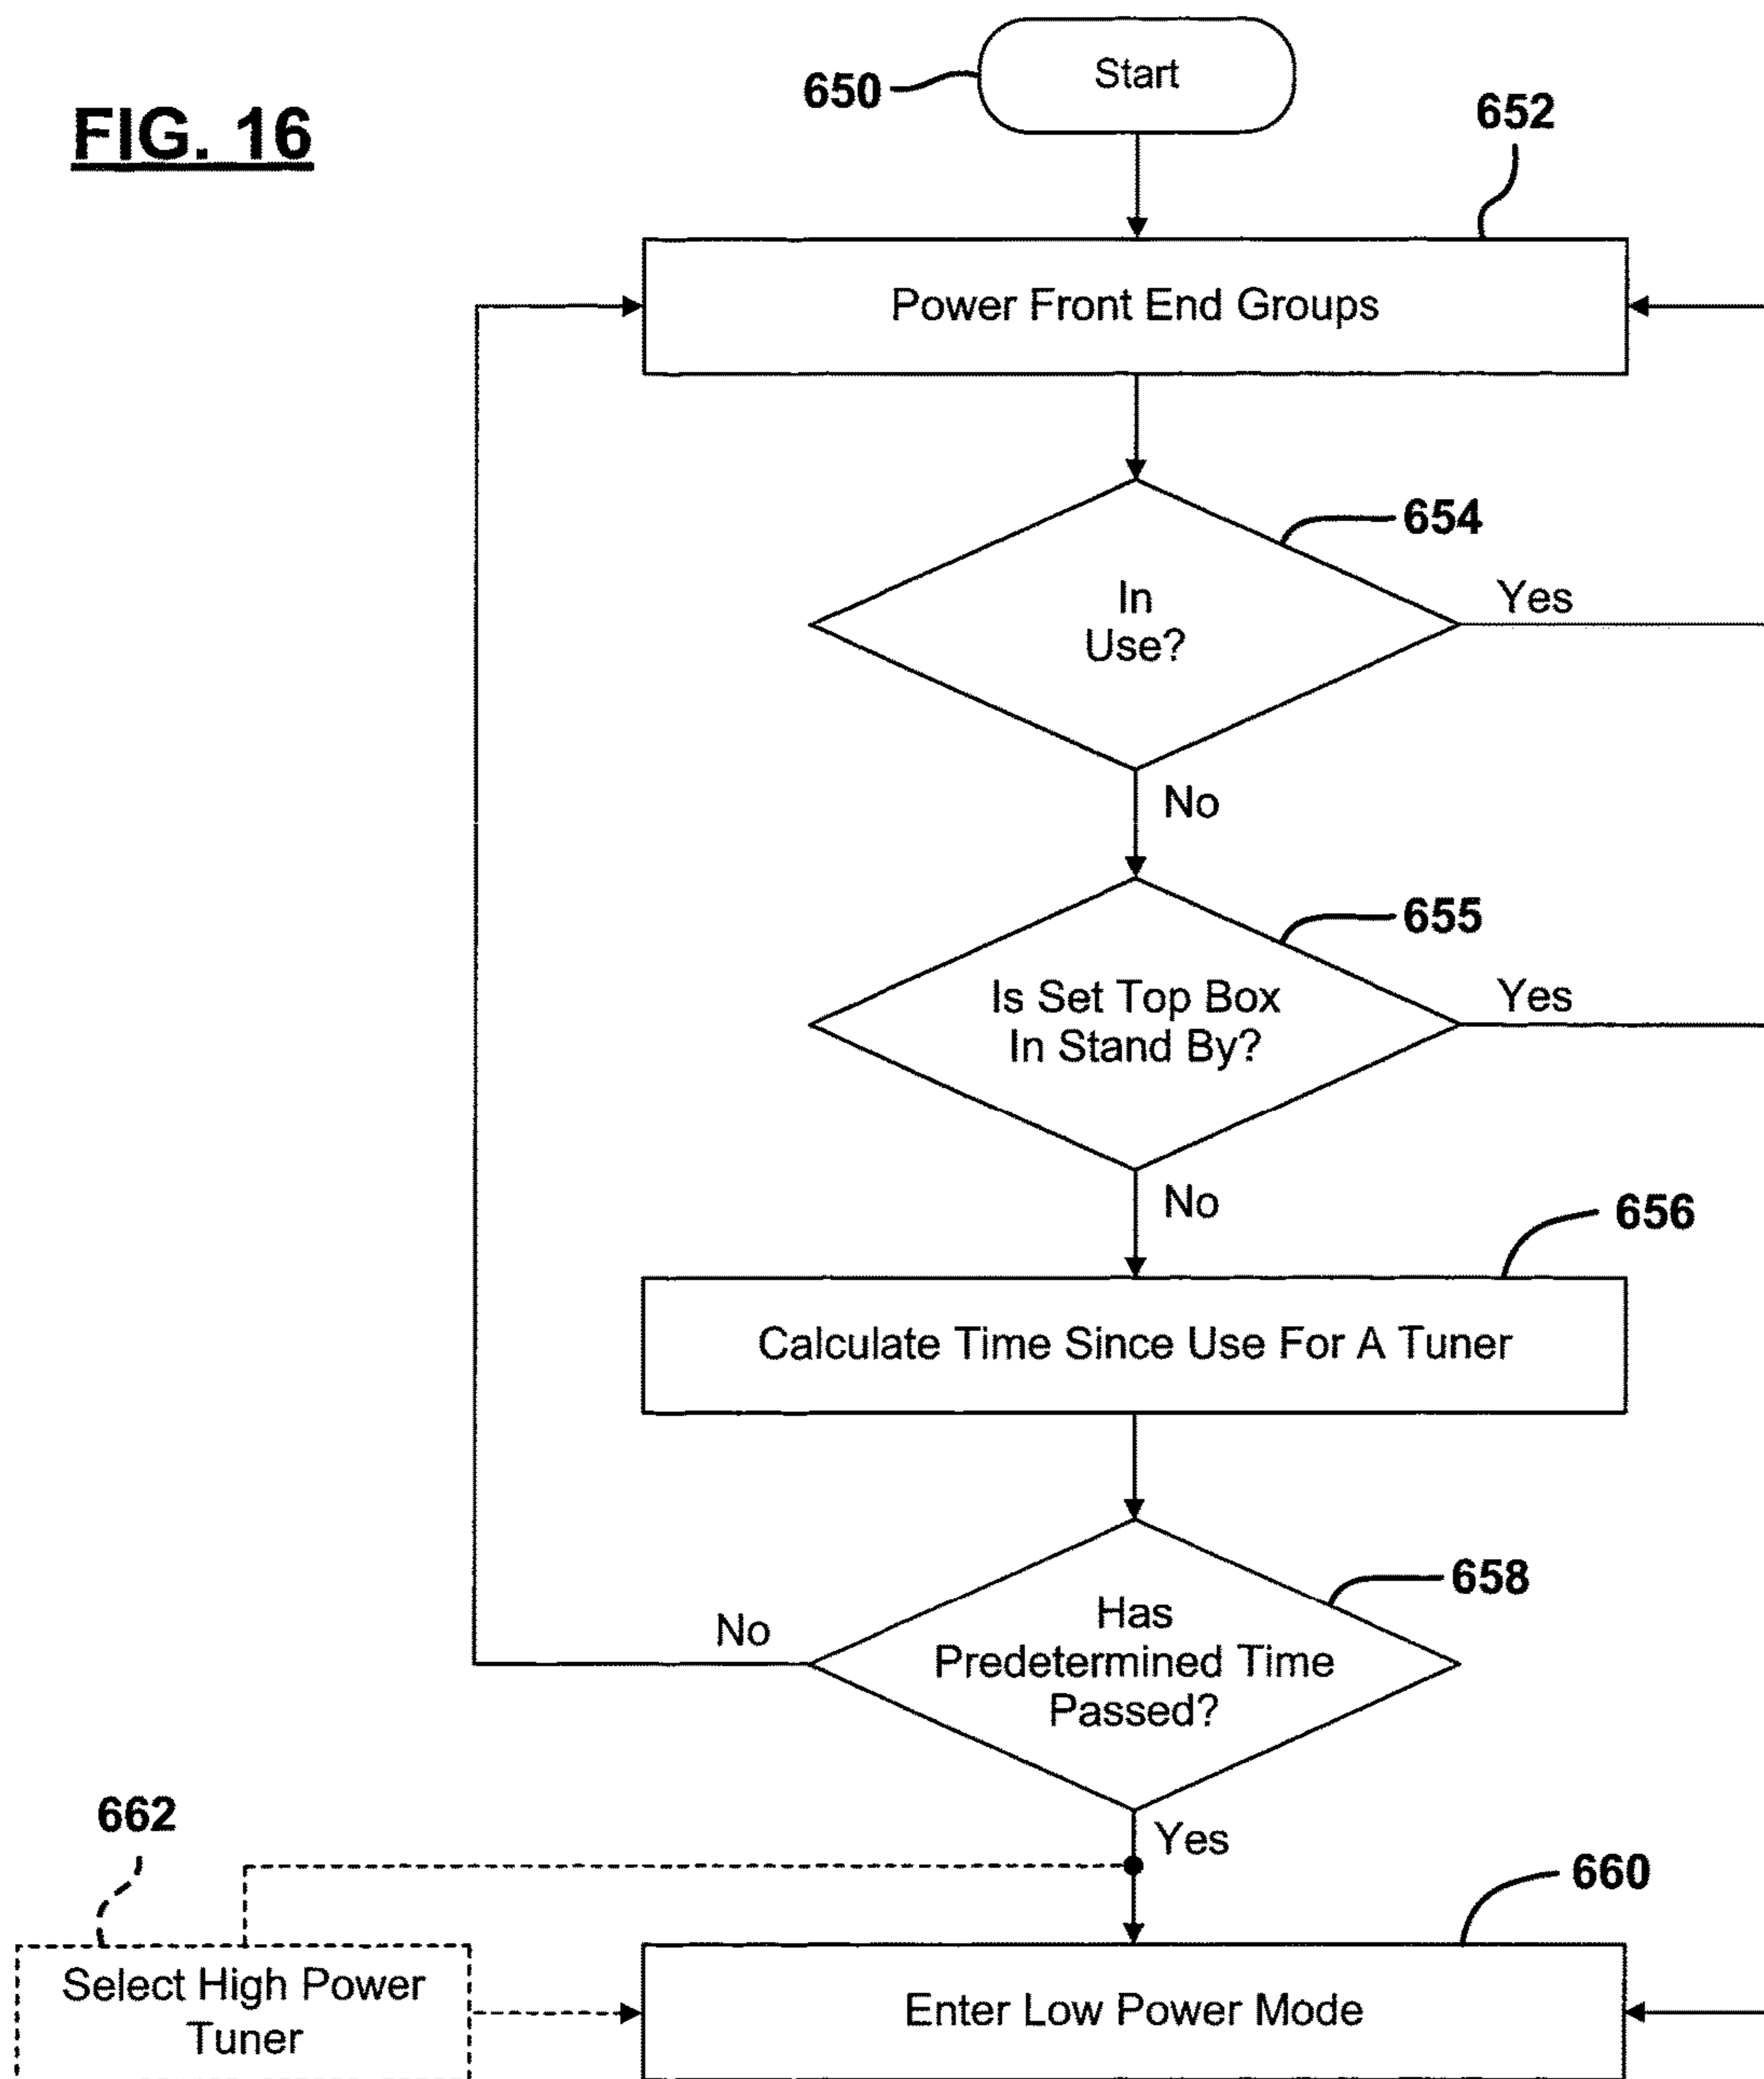 FIG. 16
650
Start
652
Power Front End Groups
654
In
Use?
Yes
No
655
Is Set Top Box
In Stand By?
Yes
No
656
Calculate Time Since Use For A Tuner
658
Has
Predetermined Time
Passed?
No
Yes
662
Select High Power
Tuner
660
Enter Low Power Mode